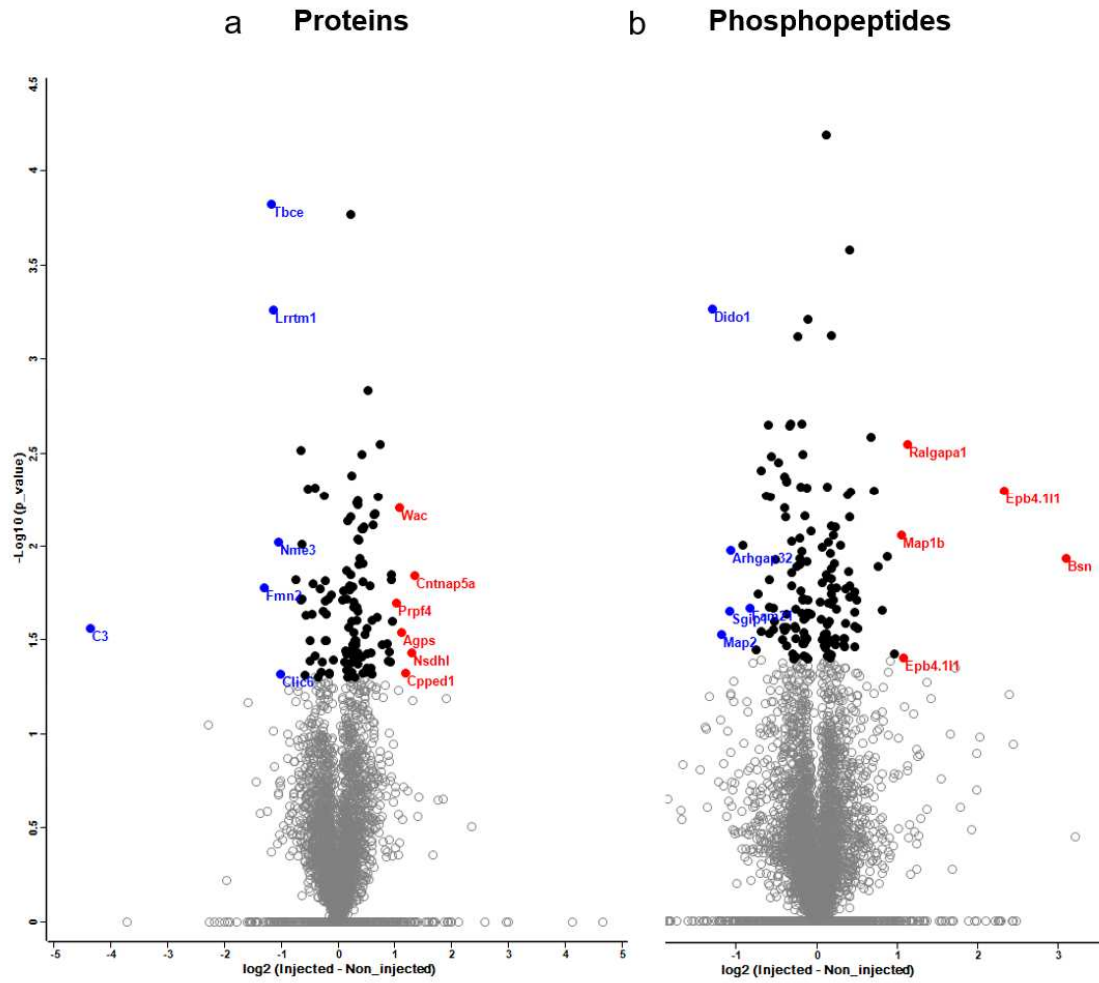 a Proteins
b Phosphopeptides
-Log10 (p_value)
4.5
4
3.5
3
2.5
2
1.5
1
0.5
0
Tbce
Lrrtm1
Wac
Nme3
Cntnap5a
Fmn2
Prpf4
C3
Agps
Nsdhl
Clic6
Cpped1
-5 -4 -3 -2 -1 0 1 2 3 4 5
log2 (Injected - Non_injected)
Dido1
Ralgapa1
Epb4.1l1
Map1b
Arhgap32
Bsn
Sgip1
Map2
Epb4.1l1
-1 0 1 2 3
log2 (Injected - Non_injected)